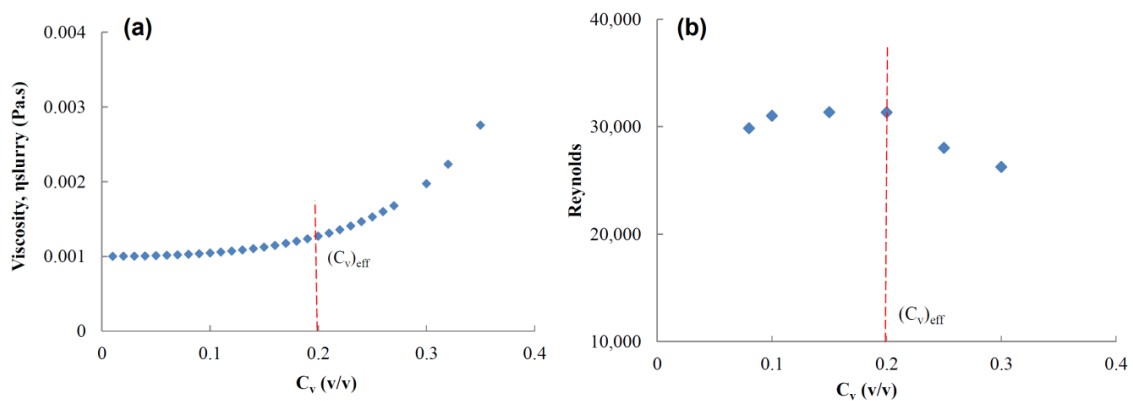 (a)
Viscosity, ηslurry (Pa.s)
0.004
0.003
0.002
0.001
0
0 0.1 0.2 0.3 0.4
(Cv)eff
Cv (v/v)
(b)
Reynolds
40,000
30,000
20,000
10,000
0 0.1 0.2 0.3 0.4
(Cv)eff
Cv (v/v)